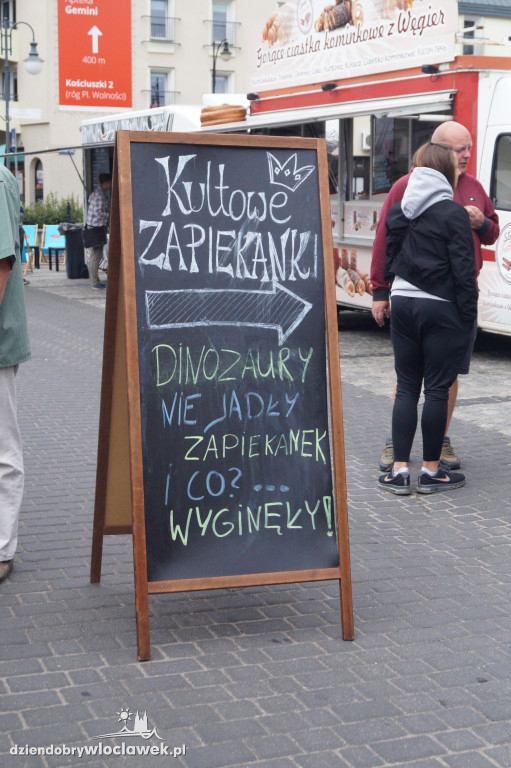 Apteka
Gemini
400 m
Kościuszki 2
(róg Pl. Wolności)
Gorące ciastka kominkowe z Węgier
Kultowe
ZAPIEKANKI
DINOZAURY
NIE JADŁY
ZAPIEKANEK
I CO? ...
WYGINĘŁY!
dziendobrywloclawek.pl